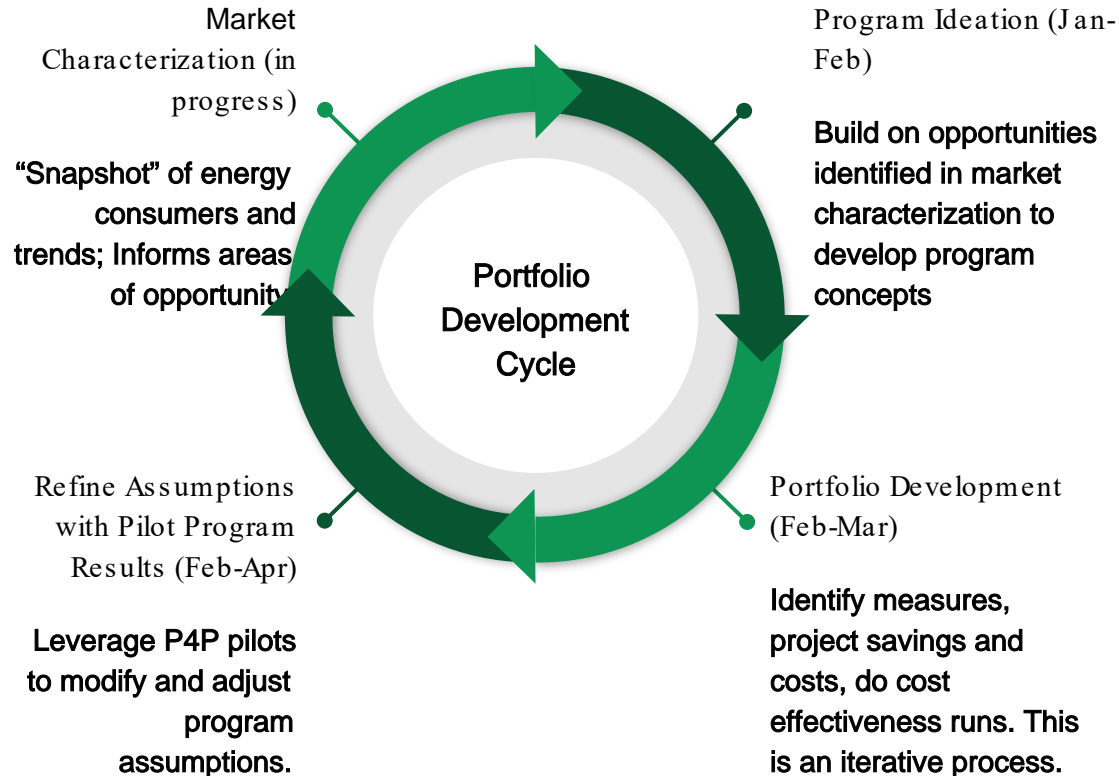 Market
Characterization (in
progress)
“Snapshot” of energy
consumers and
trends; Informs areas
of opportunity
Program Ideation (Jan-
Feb)
Build on opportunities
identified in market
characterization to
develop program
concepts
Portfolio
Development
Cycle
Refine Assumptions
with Pilot Program
Results (Feb-Apr)
Leverage P4P pilots
to modify and adjust
program
assumptions.
Portfolio Development
(Feb-Mar)
Identify measures,
project savings and
costs, do cost
effectiveness runs. This
is an iterative process.